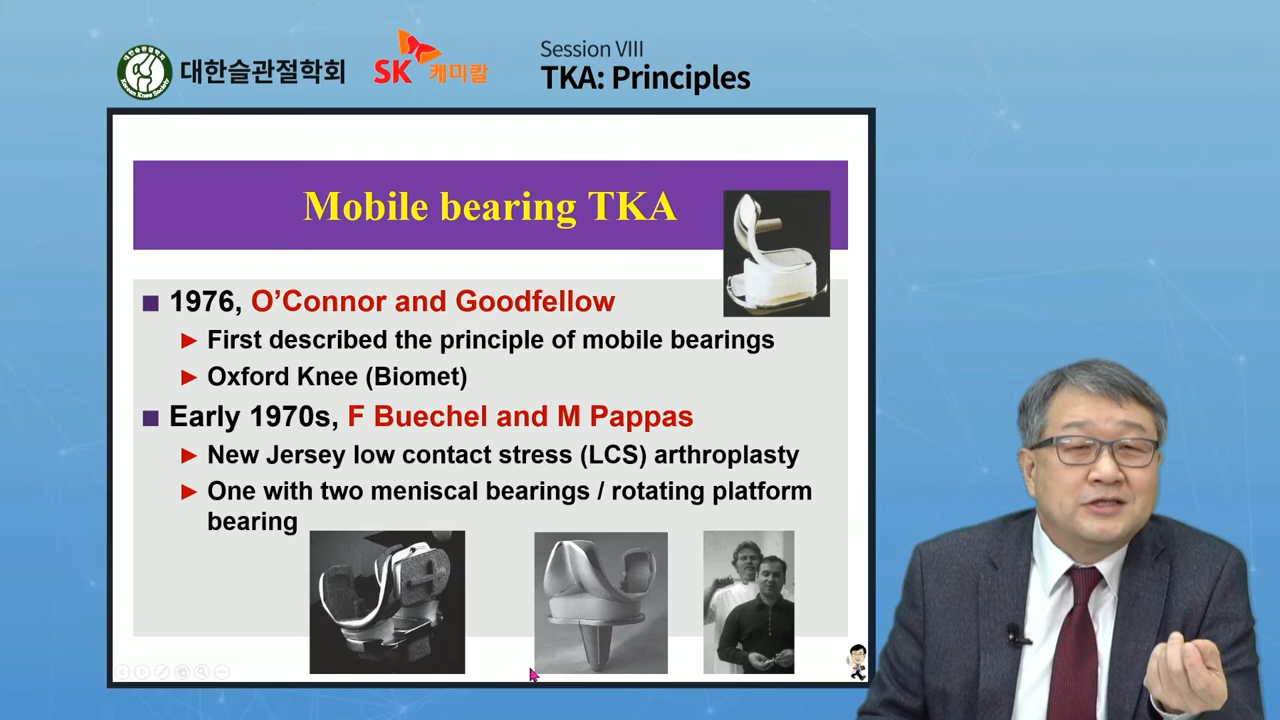 대한슬관절학회
SK 케미칼
Session VIII
TKA: Principles
Mobile bearing TKA
1976, O’Connor and Goodfellow
First described the principle of mobile bearings
Oxford Knee (Biomet)
Early 1970s, F Buechel and M Pappas
New Jersey low contact stress (LCS) arthroplasty
One with two meniscal bearings / rotating platform
bearing